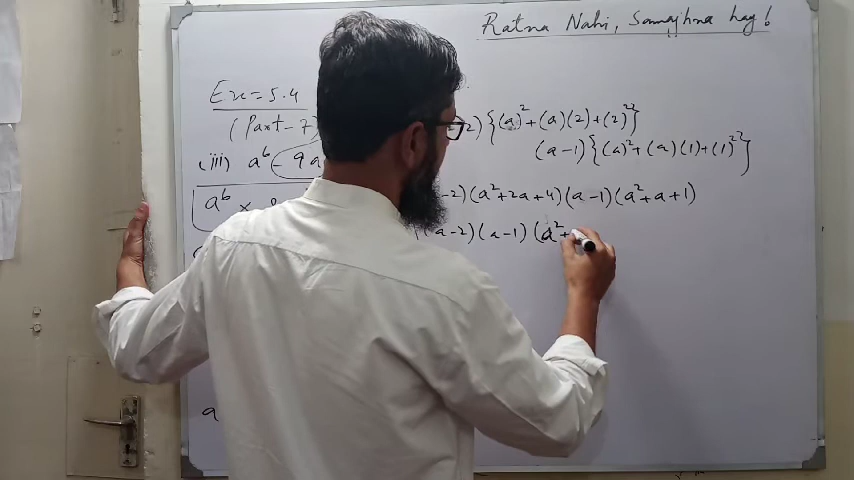 Ratna Nahi, Samajhna hay!
Ex = 5.4
(Part-7
(iii) a⁶ - 9a
a⁶ ×
2) {(a)² + (a)(2) + (2)²}
(a-1) {(a)² + (a)(1) + (1)²}
-2) (a² + 2a + 4) (a-1) (a² + a + 1)
a-2) (a-1) (a² +
a